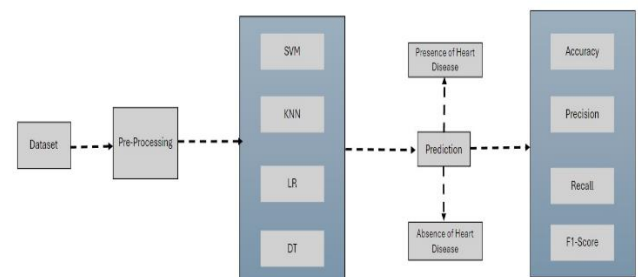 Dataset
Pre-Processing
SVM
KNN
LR
DT
Presence of Heart
Disease
Prediction
Absence of Heart
Disease
Accuracy
Precision
Recall
F1-Score